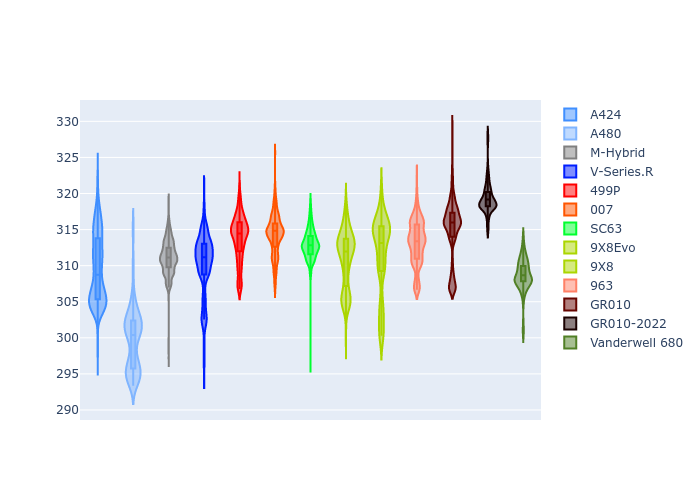 330
325
320
315
310
305
300
295
290
A424
A480
M-Hybrid
V-Series.R
499P
007
SC63
9X8Evo
9X8
963
GR010
GR010-2022
Vanderwell 680